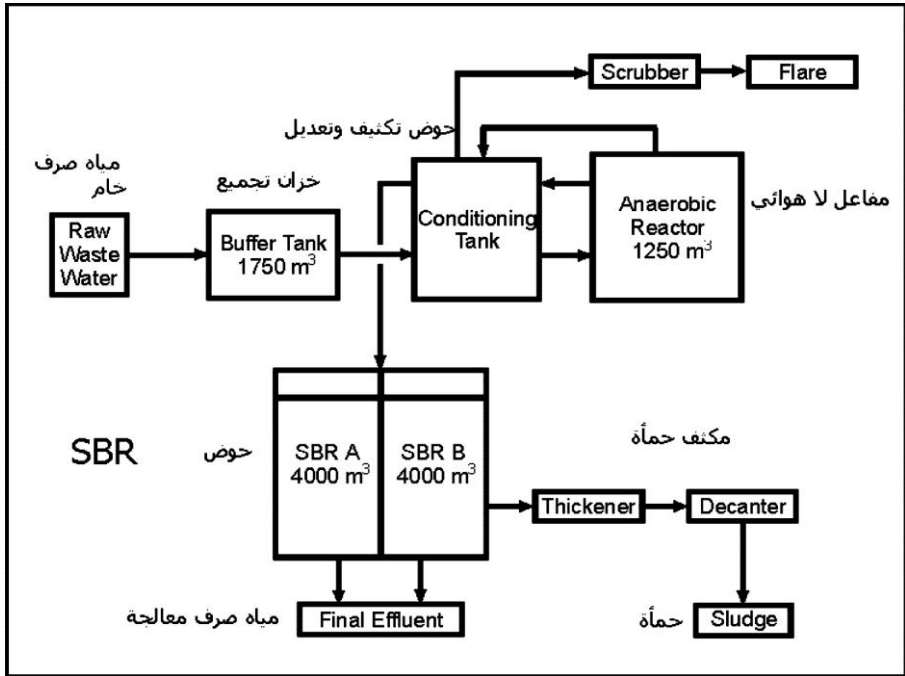 Scrubber
Flare
حوض تكثيف وتعديل
مياه صرف
خام
خزان تجميع
Raw
Waste
Water
Buffer Tank
1750 m³
Conditioning
Tank
Anaerobic
Reactor
1250 m³
مفاعل لا هوائي
SBR
حوض
SBR A
4000 m³
SBR B
4000 m³
مكثف حمأة
Thickener
Decanter
مياه صرف معالجة
Final Effluent
حمأة
Sludge